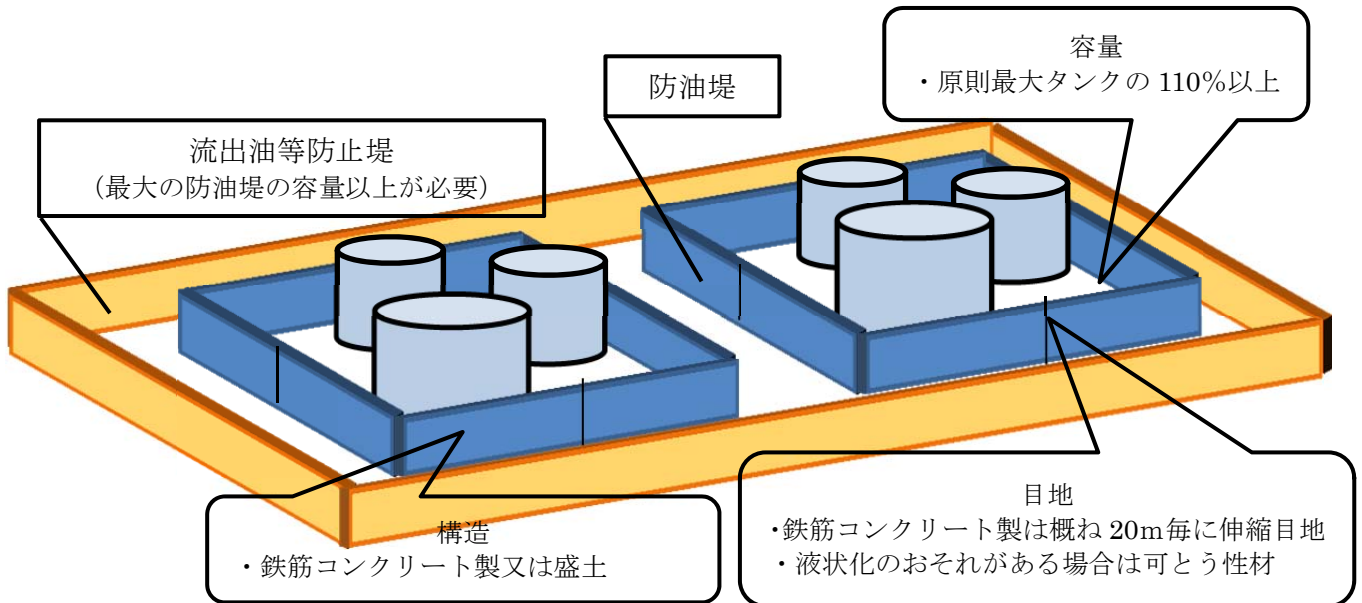 容量
・原則最大タンクの 110%以上
防油堤
流出油等防止堤
（最大の防油堤の容量以上が必要）
構造
・鉄筋コンクリート製又は盛土
目地
・鉄筋コンクリート製は概ね 20m毎に伸縮目地
・液状化のおそれがある場合は可とう性材